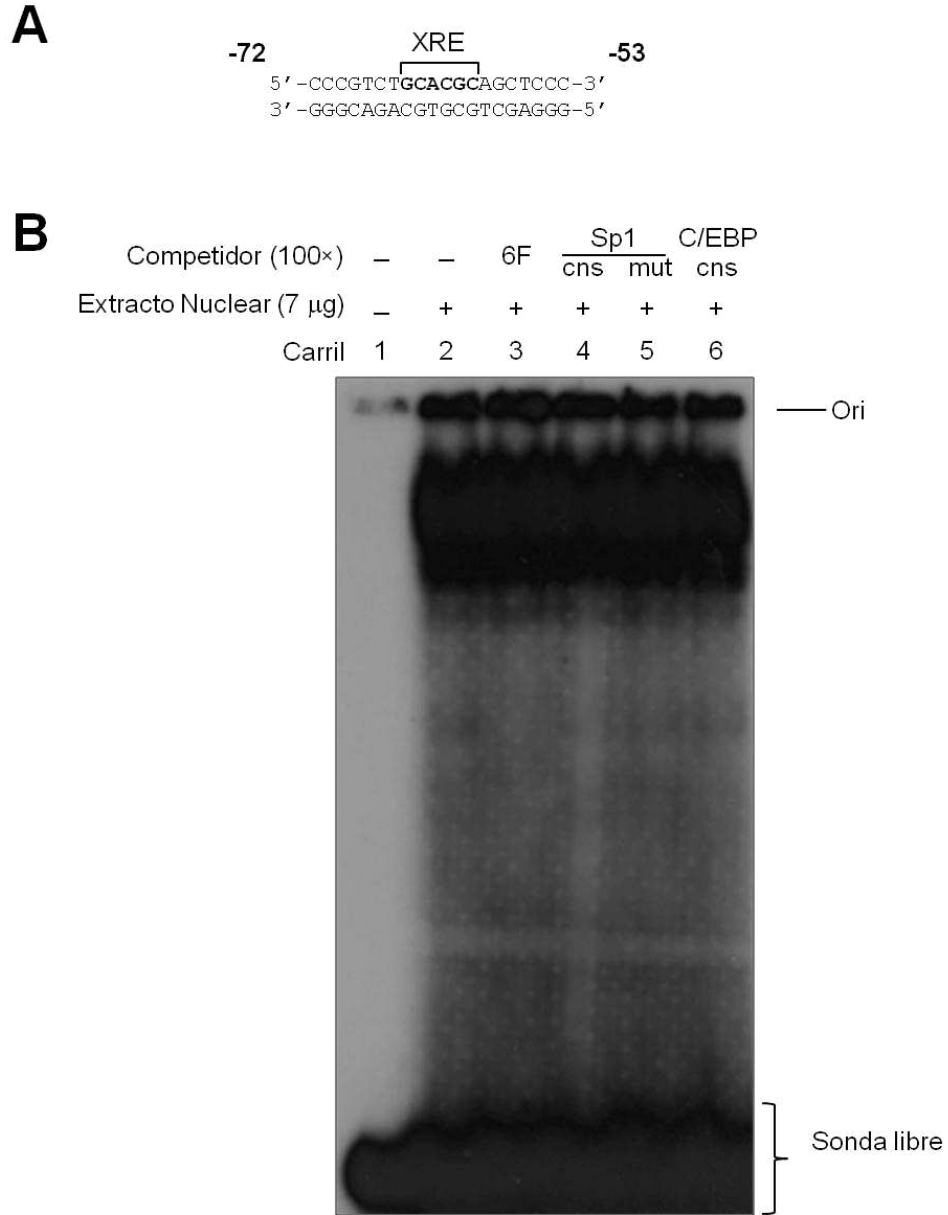 A
XRE
-72 -53
5’-CCCGTCTGCACGCAGCTCCC-3’
3’-GGGCAGACGTGCGTCGAGGG-5’
B
Sp1 C/EBP
Competidor (100×) – – 6F cns mut cns
Extracto Nuclear (7 µg) – + + + + +
Carril 1 2 3 4 5 6
Ori
Sonda libre